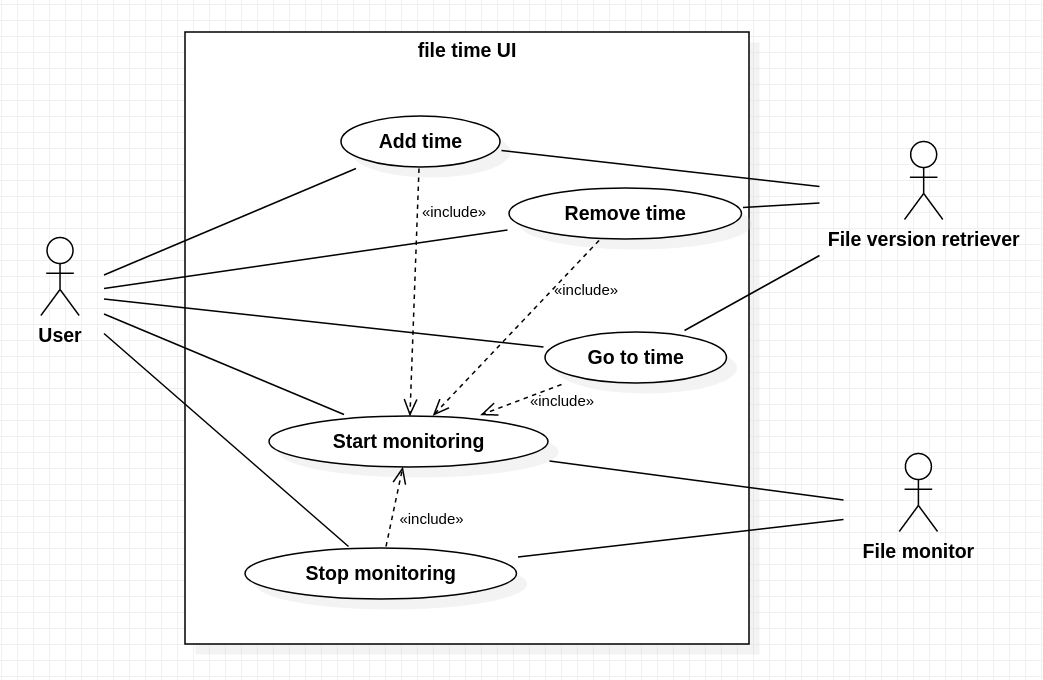 file time UI
Add time
«include»
Remove time
File version retriever
«include»
User
Go to time
«include»
Start monitoring
«include»
File monitor
Stop monitoring